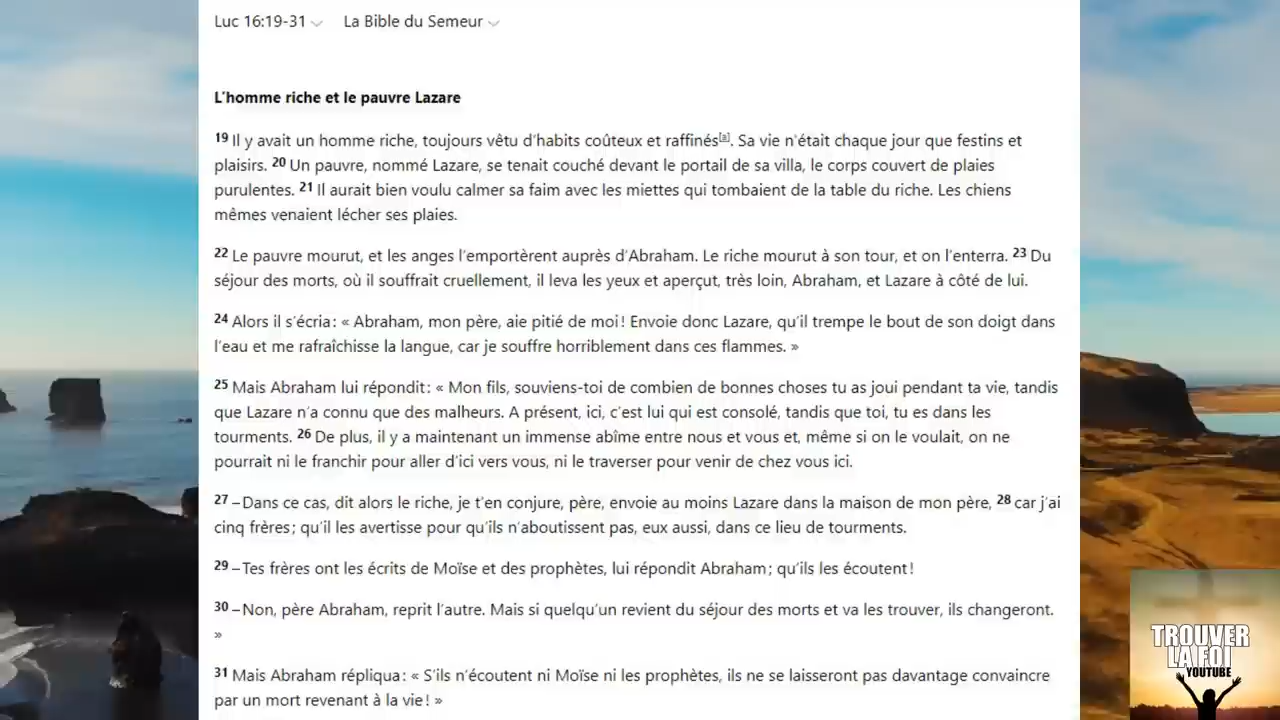 Luc 16:19-31 La Bible du Semeur
L'homme riche et le pauvre Lazare
19 Il y avait un homme riche, toujours vêtu d'habits coûteux et raffinés[a]. Sa vie n'était chaque jour que festins et
plaisirs. 20 Un pauvre, nommé Lazare, se tenait couché devant le portail de sa villa, le corps couvert de plaies
purulentes. 21 Il aurait bien voulu calmer sa faim avec les miettes qui tombaient de la table du riche. Les chiens
mêmes venaient lécher ses plaies.
22 Le pauvre mourut, et les anges l'emportèrent auprès d'Abraham. Le riche mourut à son tour, et on l'enterra. 23 Du
séjour des morts, où il souffrait cruellement, il leva les yeux et aperçut, très loin, Abraham, et Lazare à côté de lui.
24 Alors il s'écria : « Abraham, mon père, aie pitié de moi ! Envoie donc Lazare, qu'il trempe le bout de son doigt dans
l'eau et me rafraîchisse la langue, car je souffre horriblement dans ces flammes. »
25 Mais Abraham lui répondit : « Mon fils, souviens-toi de combien de bonnes choses tu as joui pendant ta vie, tandis
que Lazare n'a connu que des malheurs. A présent, ici, c'est lui qui est consolé, tandis que toi, tu es dans les
tourments. 26 De plus, il y a maintenant un immense abîme entre nous et vous et, même si on le voulait, on ne
pourrait ni le franchir pour aller d'ici vers vous, ni le traverser pour venir de chez vous ici.
27 – Dans ce cas, dit alors le riche, je t'en conjure, père, envoie au moins Lazare dans la maison de mon père, 28 car j'ai
cinq frères ; qu'il les avertisse pour qu'ils n'aboutissent pas, eux aussi, dans ce lieu de tourments.
29 – Tes frères ont les écrits de Moïse et des prophètes, lui répondit Abraham ; qu'ils les écoutent !
30 – Non, père Abraham, reprit l'autre. Mais si quelqu'un revient du séjour des morts et va les trouver, ils changeront.
»
31 Mais Abraham répliqua : « S'ils n'écoutent ni Moïse ni les prophètes, ils ne se laisseront pas davantage convaincre
par un mort revenant à la vie ! »
TROUVER
LA FOI
YOUTUBE